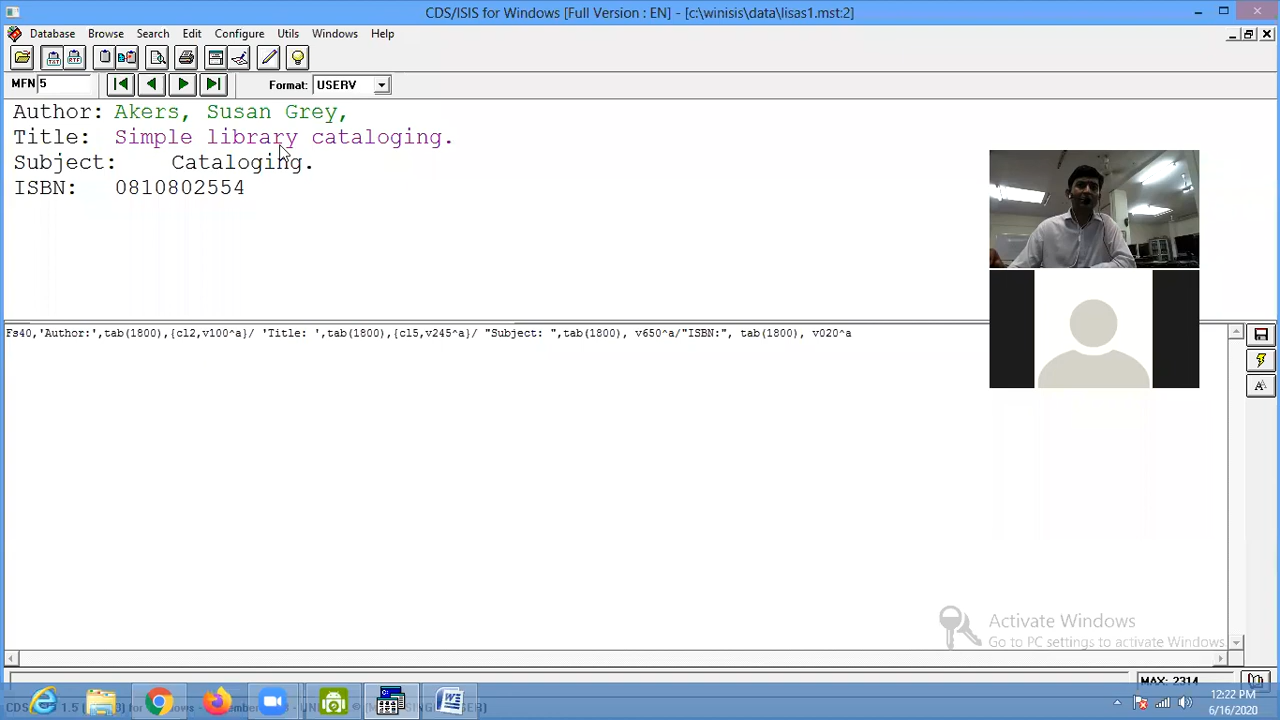 CDS/ISIS for Windows [Full Version : EN] - [c:\winisis\data\lisas1.mst:2]
Database Browse Search Edit Configure Utils Windows Help
MFN 5 Format: USERV
Author: Akers, Susan Grey,
Title: Simple library cataloging.
Subject: Cataloging.
ISBN: 0810802554
Fs40,'Author:',tab(1800),{cl2,v100^a}/ 'Title: ',tab(1800),{cl5,v245^a}/ "Subject: ",tab(1800), v650^a/"ISBN:", tab(1800), v020^a
Activate Windows
Go to PC settings to activate Windows
MAX: 2314
12:22 PM
6/16/2020